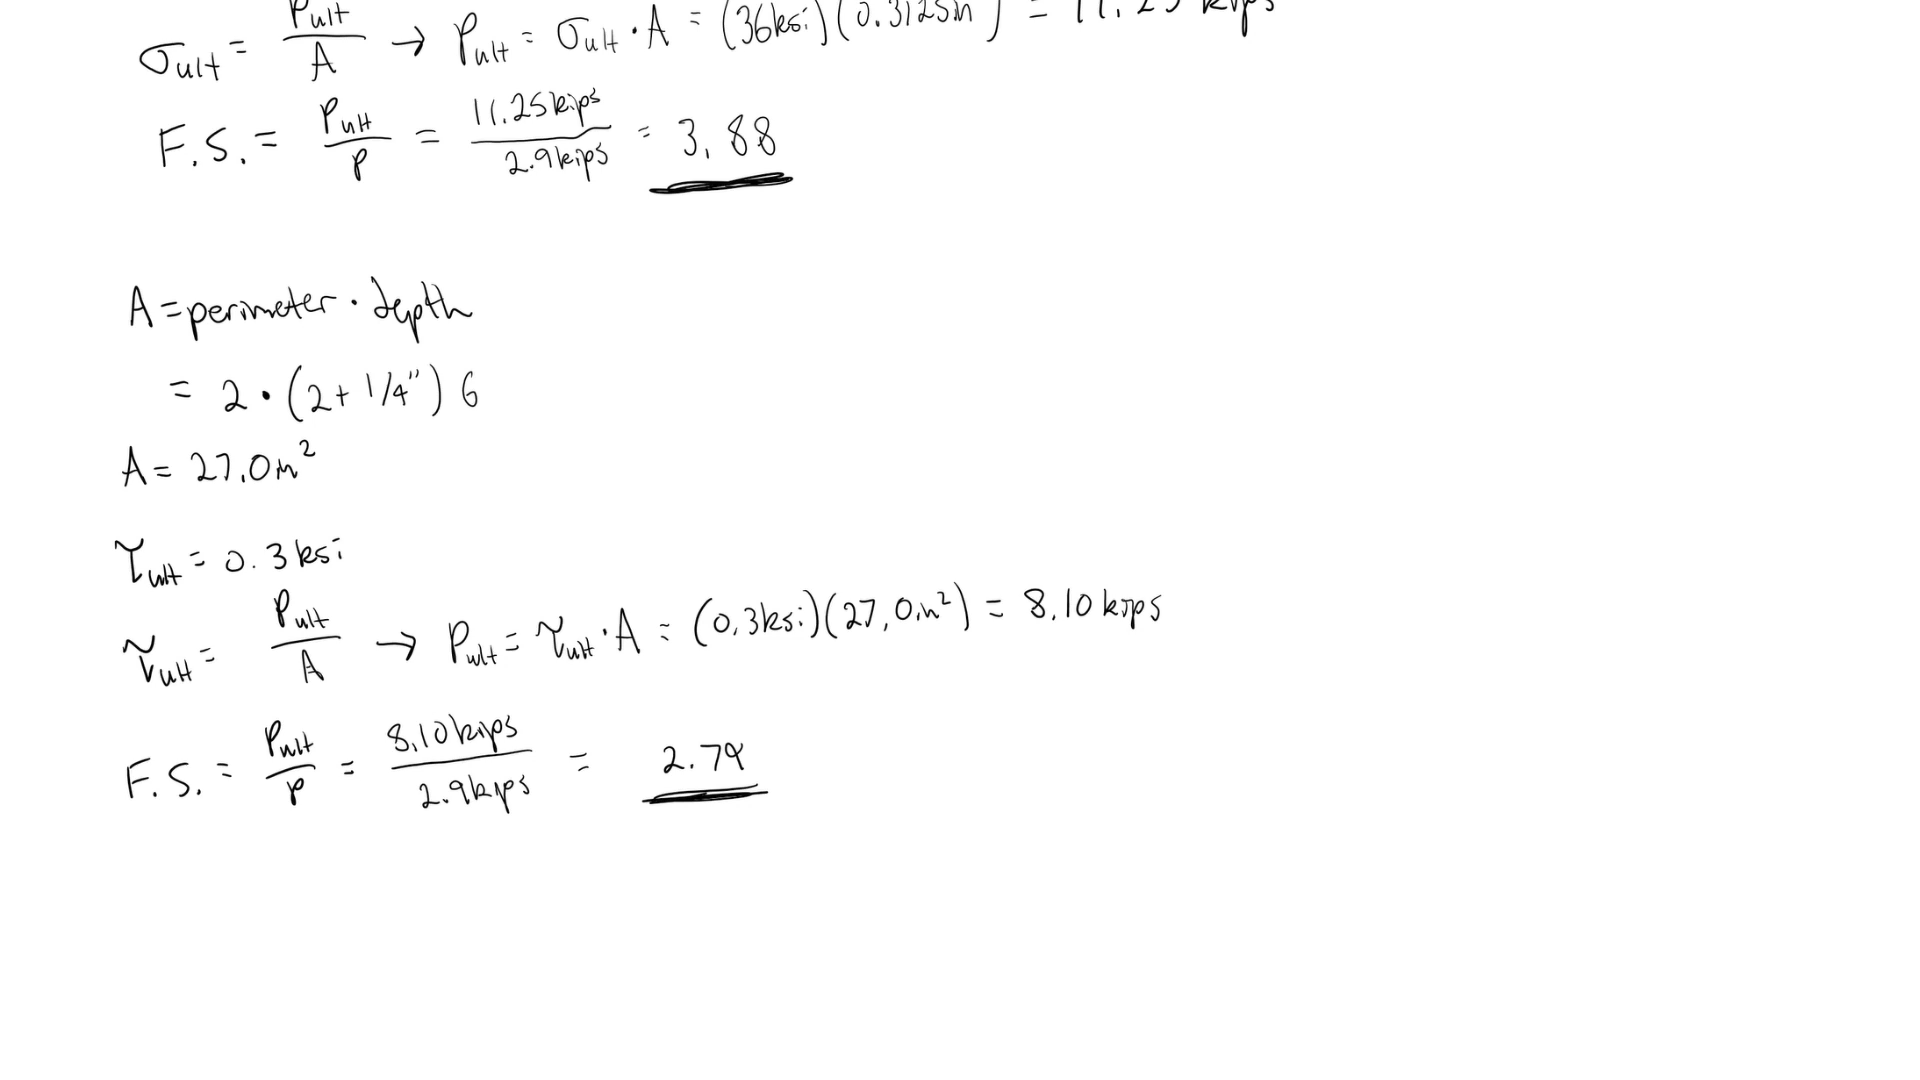 σult = Pult/A → Pult = σult · A = (36ksi)(0.3125in ) = 11.25 kips
F.S. = Pult/P = 11.25kips/2.9kips = 3.88
A = perimeter · depth
= 2 · (2 + 1/4") 6
A = 27.0in²
τult = 0.3 ksi
τult = Pult/A → Pult = τult · A = (0.3ksi)(27.0in²) = 8.10 kips
F.S. = Pult/P = 8.10kips/2.9kips = 2.79